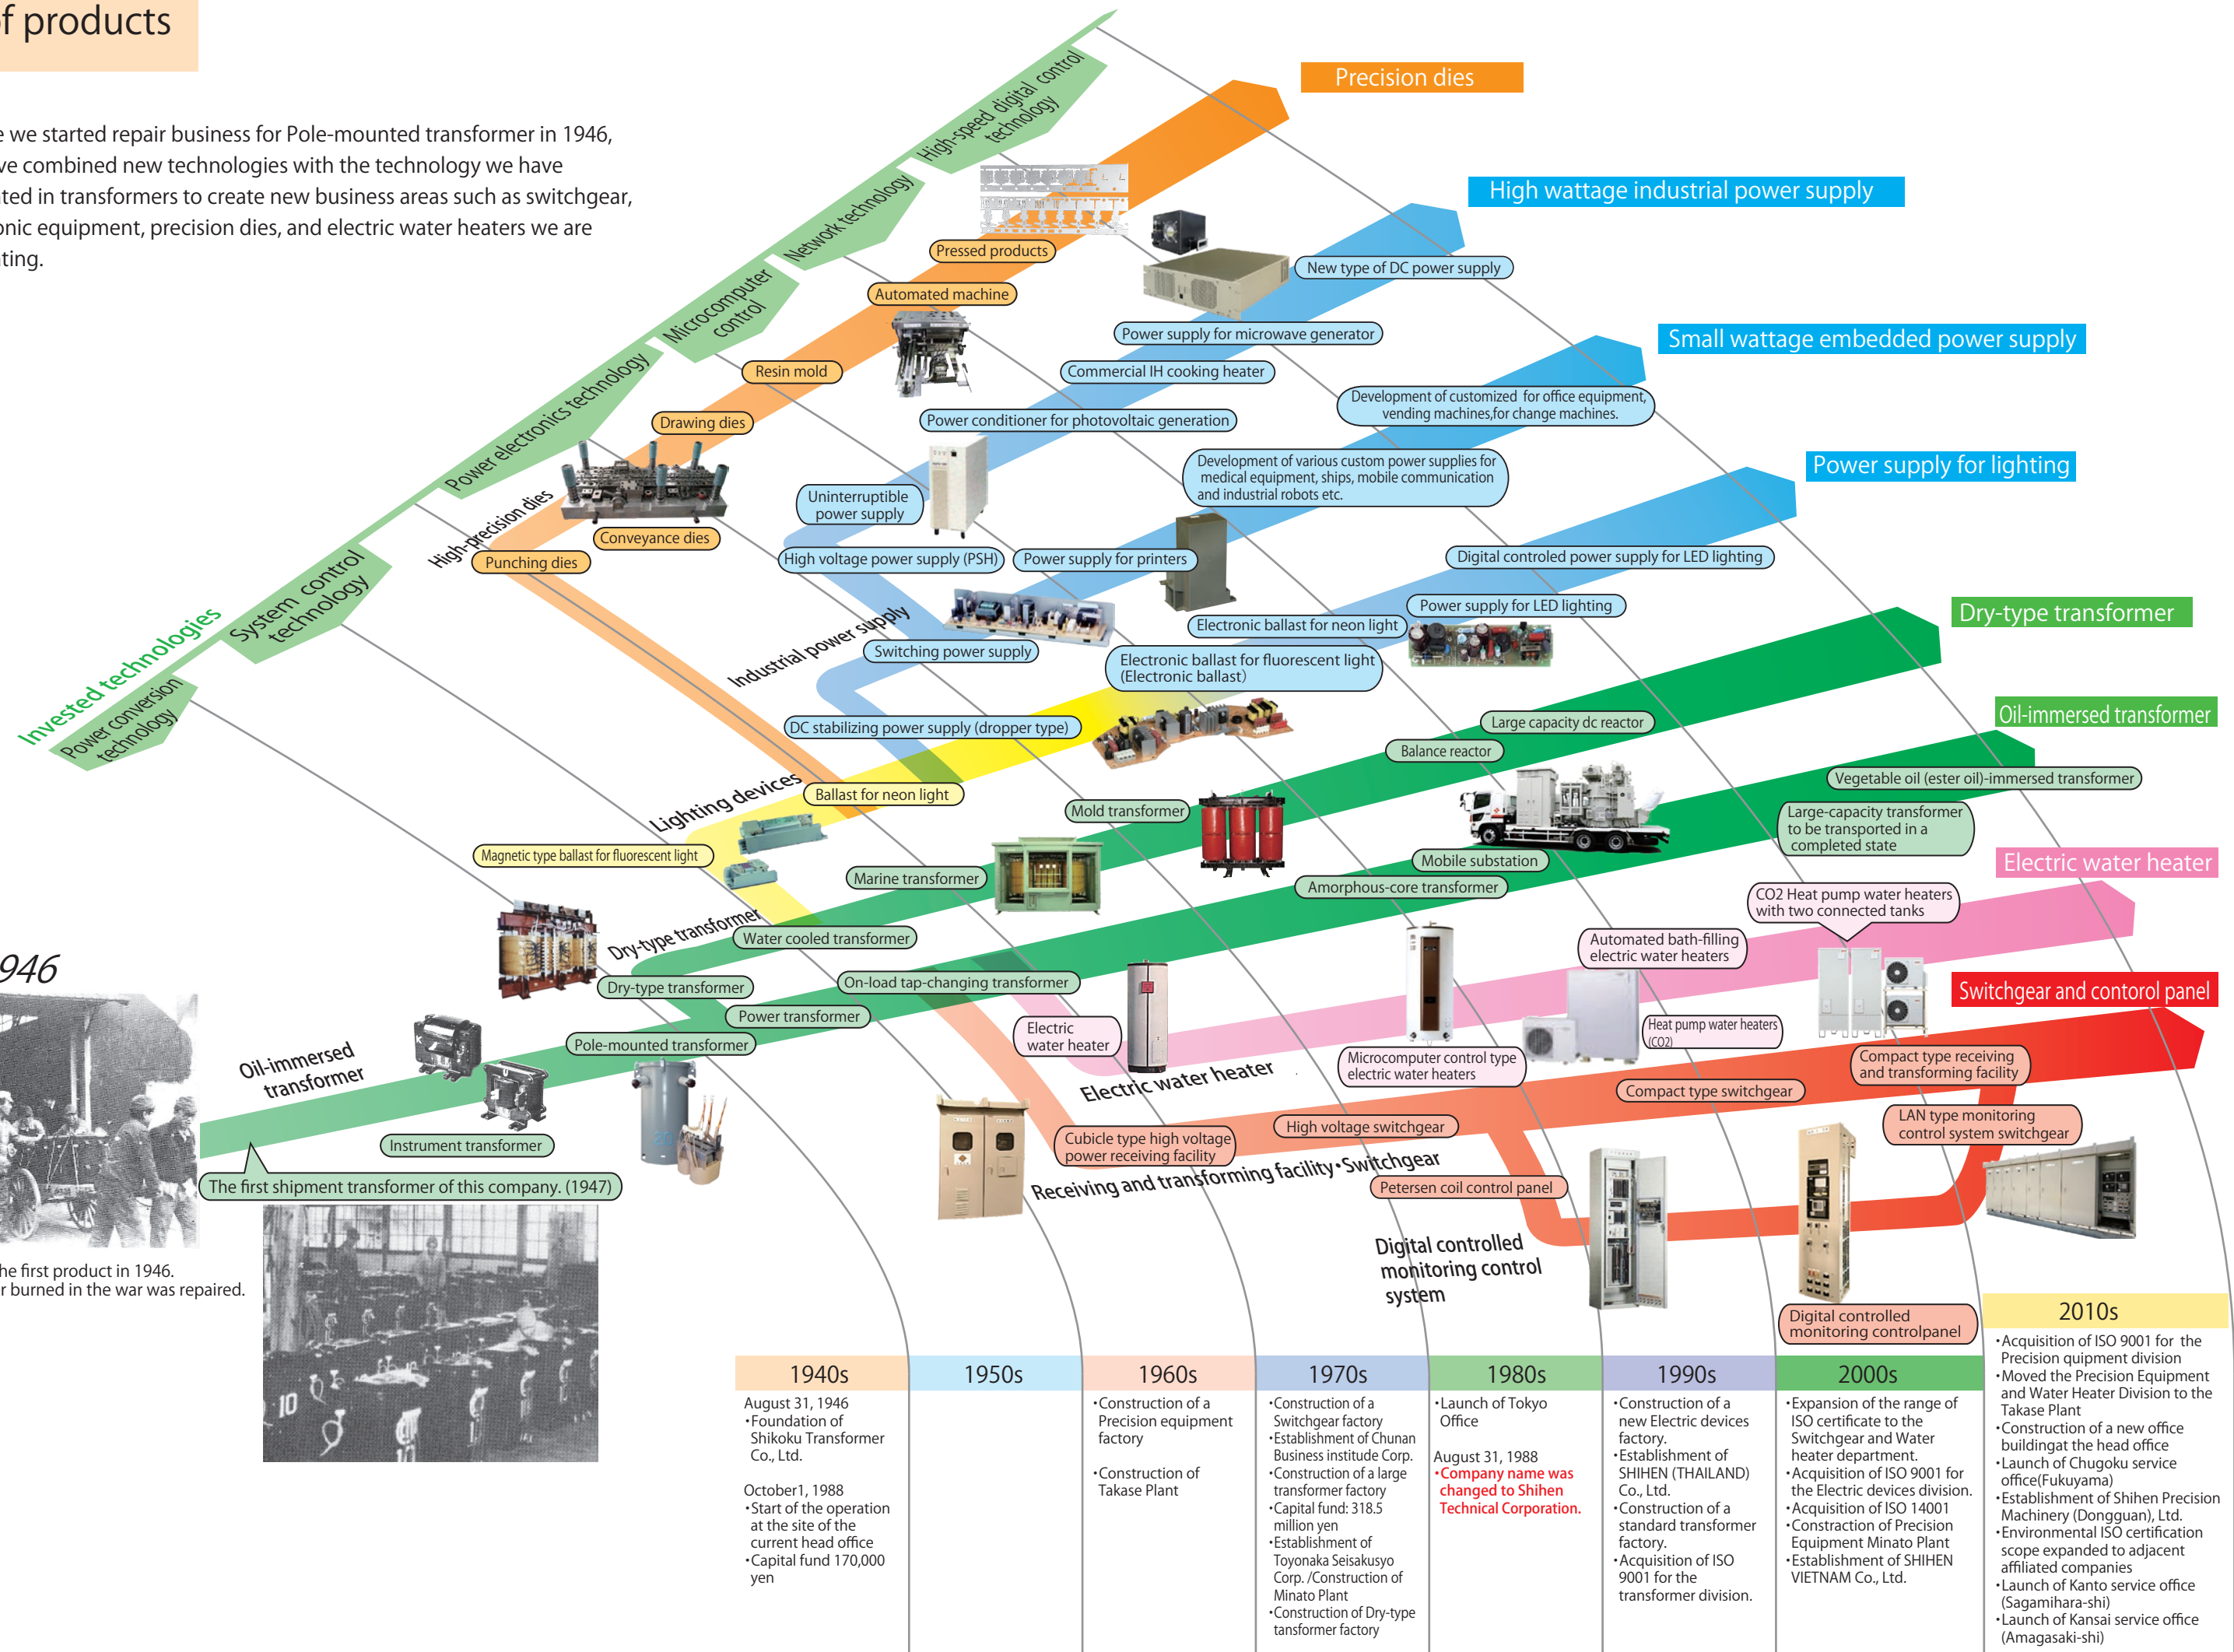 of products
we started repair business for Pole-mounted transformer in 1946,
combined new technologies with the technology we have
in transformers to create new business areas such as switchgear,
equipment, precision dies, and electric water heaters we are
Invested technologies
Power conversion
technology
System control
technology
Power electronics technology
Microcomputer
control
Network technology
High-speed digital control
technology
Precision dies
High wattage industrial power supply
Small wattage embedded power supply
Power supply for lighting
Dry-type transformer
Oil-immersed transformer
Electric water heater
Switchgear and contorol panel
Pressed products
Automated machine
Resin mold
Drawing dies
High-precision dies
Conveyance dies
Punching dies
New type of DC power supply
Power supply for microwave generator
Commercial IH cooking heater
Power conditioner for photovoltaic generation
Uninterruptible
power supply
High voltage power supply (PSH)
Industrial power supply
Development of customized for office equipment,
vending machines,for change machines.
Development of various custom power supplies for
medical equipment, ships, mobile communication
and industrial robots etc.
Power supply for printers
Switching power supply
DC stabilizing power supply (dropper type)
Digital controled power supply for LED lighting
Power supply for LED lighting
Electronic ballast for neon light
Electronic ballast for fluorescent light
(Electronic ballast)
Lighting devices
Ballast for neon light
Magnetic type ballast for fluorescent light
Large capacity dc reactor
Balance reactor
Mold transformer
Marine transformer
Dry-type transformer
Water cooled transformer
Dry-type transformer
Vegetable oil (ester oil)-immersed transformer
Large-capacity transformer
to be transported in a
completed state
Mobile substation
Amorphous-core transformer
On-load tap-changing transformer
Power transformer
Pole-mounted transformer
Oil-immersed
transformer
Instrument transformer
The first shipment transformer of this company. (1947)
CO2 Heat pump water heaters
with two connected tanks
Automated bath-filling
electric water heaters
Heat pump water heaters
(CO2)
Microcomputer control type
electric water heaters
Electric
water heater
Electric water heater
Compact type receiving
and transforming facility
Compact type switchgear
LAN type monitoring
control system switchgear
High voltage switchgear
Cubicle type high voltage
power receiving facility
Receiving and transforming facility・Switchgear
Petersen coil control panel
Digital controlled
monitoring control
system
Digital controlled
monitoring controlpanel
946
the first product in 1946.
burned in the war was repaired.
10
1940s
August 31, 1946
・Foundation of
Shikoku Transformer
Co., Ltd.
October1, 1988
・Start of the operation
at the site of the
current head office
・Capital fund 170,000
yen
1950s
1960s
・Construction of a
Precision equipment
factory
・Construction of
Takase Plant
1970s
・Construction of a
Switchgear factory
・Establishment of Chunan
Business institude Corp.
・Construction of a large
transformer factory
・Capital fund: 318.5
million yen
・Establishment of
Toyonaka Seisakusyo
Corp. /Construction of
Minato Plant
・Construction of Dry-type
tansformer factory
1980s
・Launch of Tokyo
Office
August 31, 1988
・Company name was
changed to Shihen
Technical Corporation.
1990s
・Construction of a
new Electric devices
factory.
・Establishment of
SHIHEN (THAILAND)
Co., Ltd.
・Construction of a
standard transformer
factory.
・Acquisition of ISO
9001 for the
transformer division.
2000s
・Expansion of the range of
ISO certificate to the
Switchgear and Water
heater department.
・Acquisition of ISO 9001 for
the Electric devices division.
・Acquisition of ISO 14001
・Constraction of Precision
Equipment Minato Plant
・Establishment of SHIHEN
VIETNAM Co., Ltd.
2010s
・Acquisition of ISO 9001 for the
Precision quipment division
・Moved the Precision Equipment
and Water Heater Division to the
Takase Plant
・Construction of a new office
buildingat the head office
・Launch of Chugoku service
office(Fukuyama)
・Establishment of Shihen Precision
Machinery (Dongguan), Ltd.
・Environmental ISO certification
scope expanded to adjacent
affiliated companies
・Launch of Kanto service office
(Sagamihara-shi)
・Launch of Kansai service office
(Amagasaki-shi)